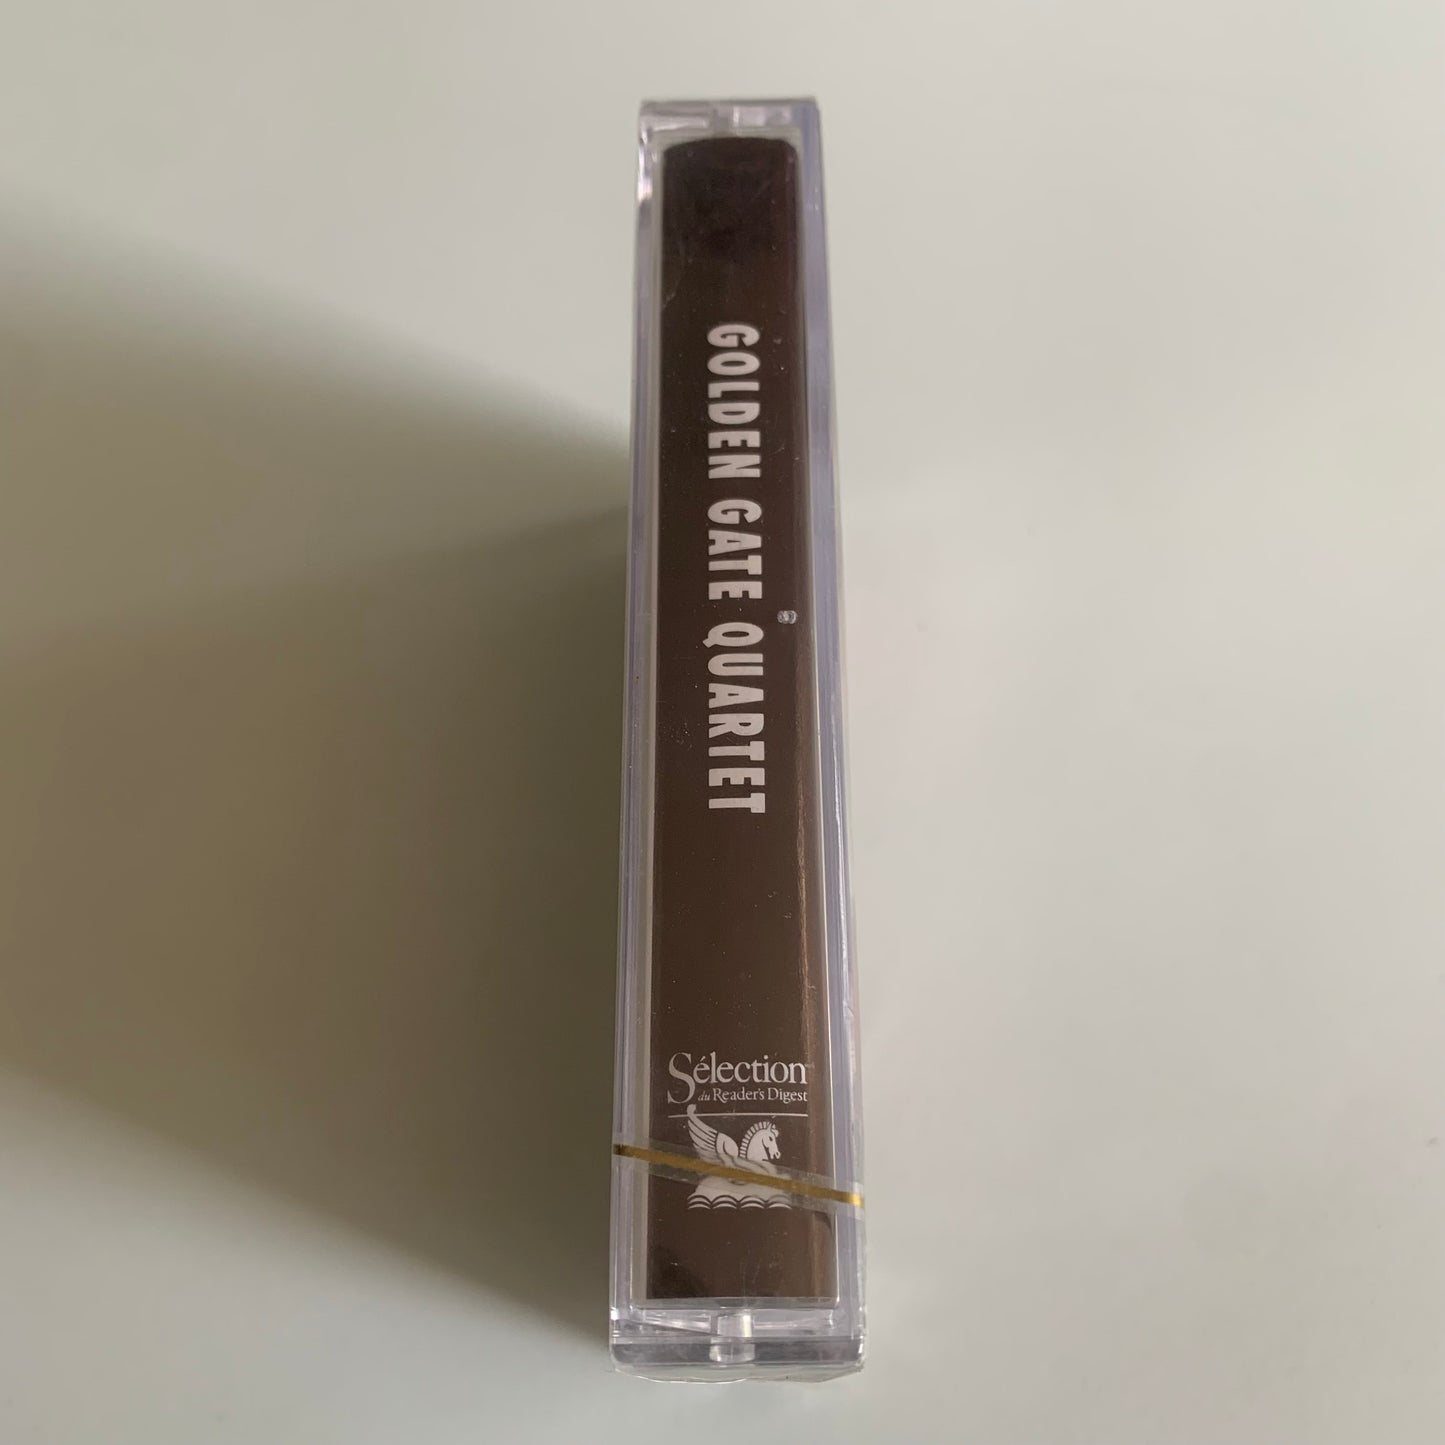 GOLDEN GATE QUARTET
Sélection
du Reader's Digest